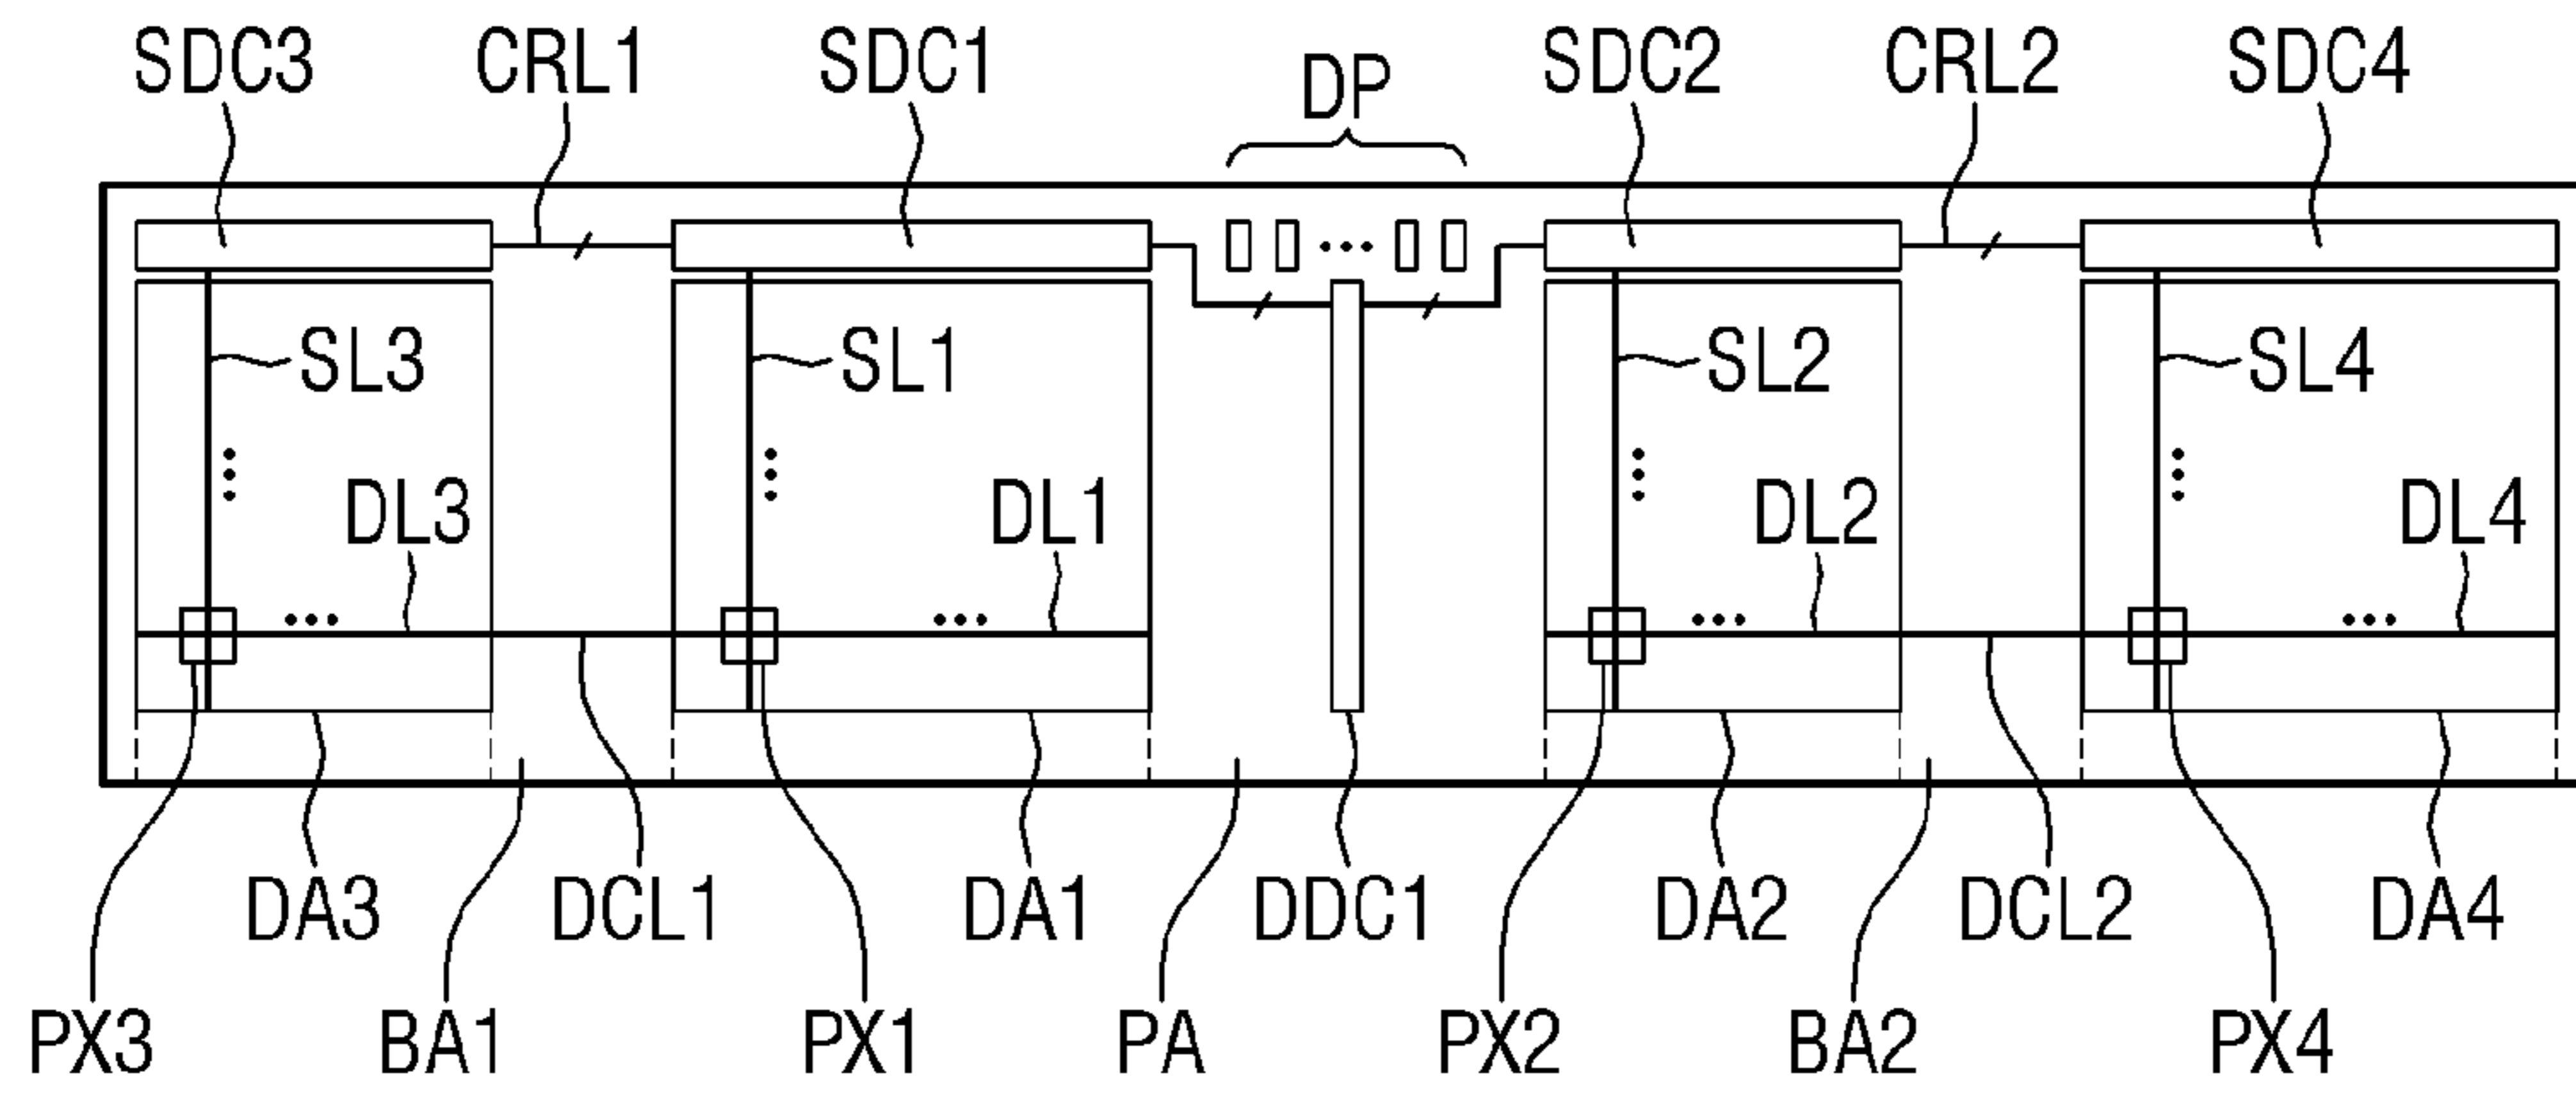 SDC3 CRL1 SDC1 DP SDC2 CRL2 SDC4
SL3 SL1 SL2 SL4
DL3 DL1 DL2 DL4
DA3 DCL1 DA1 DDC1 DA2 DCL2 DA4
PX3 BA1 PX1 PA PX2 BA2 PX4